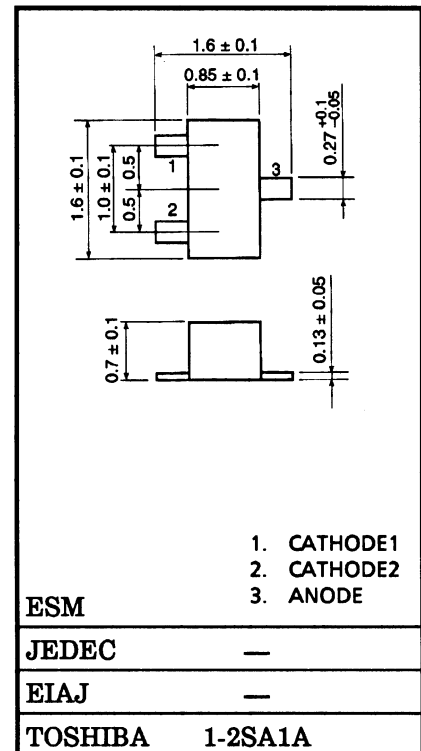 1.6 ± 0.1
0.85 ± 0.1
1.6 ± 0.1
1.0 ± 0.1
0.5
0.5
1
2
3
0.27 +0.1 -0.05
0.7 ± 0.1
0.13 ± 0.05
1. CATHODE1
2. CATHODE2
3. ANODE
ESM
JEDEC —
EIAJ —
TOSHIBA 1-2SA1A